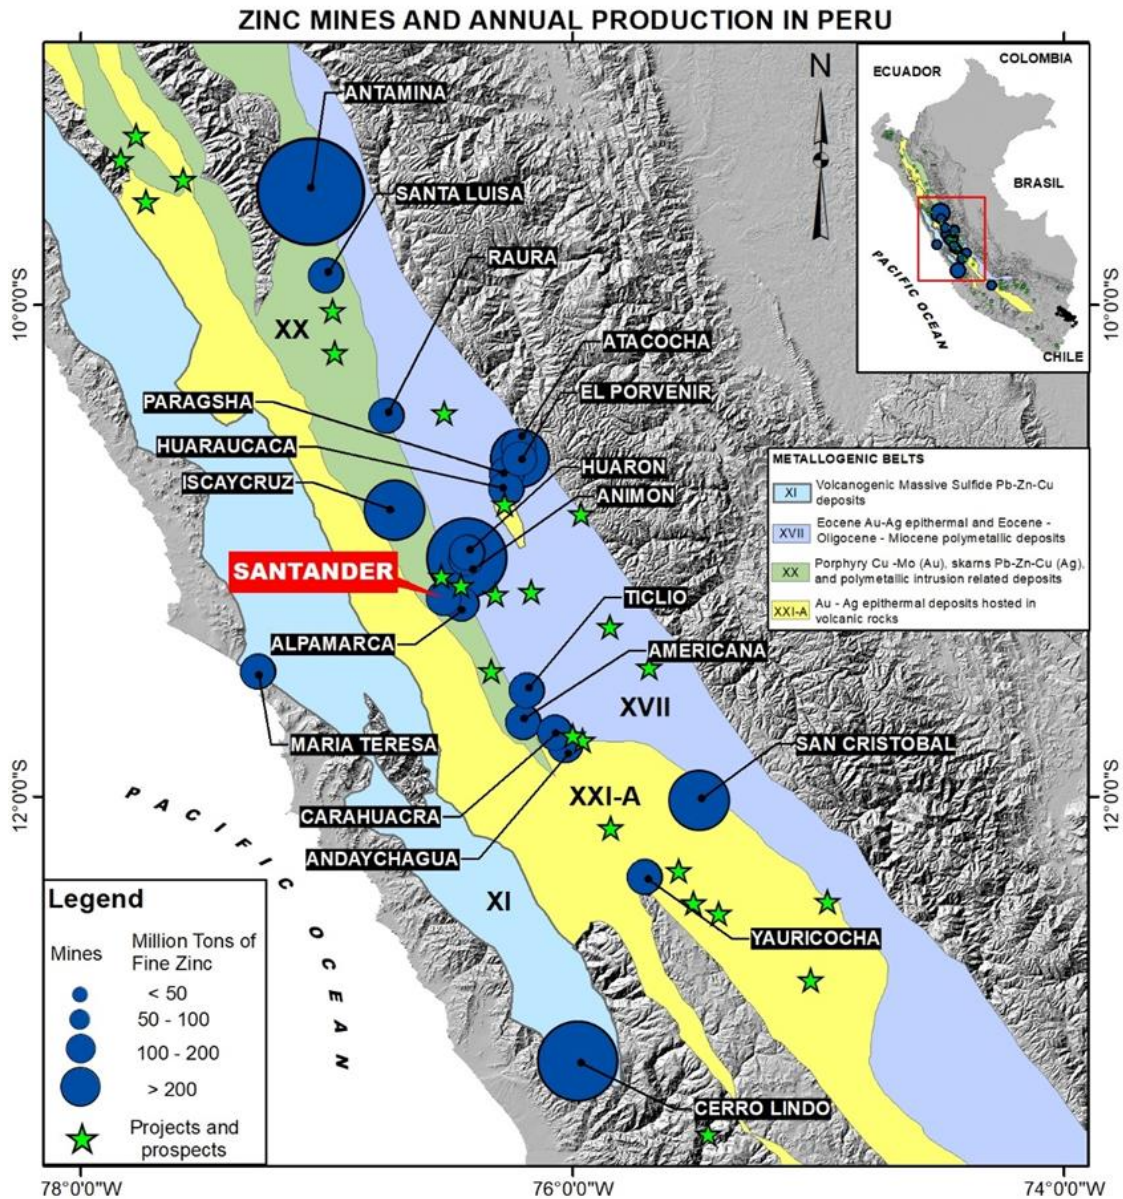 ZINC MINES AND ANNUAL PRODUCTION IN PERU
ANTAMINA
SANTA LUISA
RAURA
ATACOCHA
EL PORVENIR
PARAGSHA
HUARAUCACA
HUARON
ISCAYCRUZ
ANIMON
SANTANDER
TICLIO
ALPAMARCA
AMERICANA
MARIA TERESA
SAN CRISTOBAL
CARAHUACRA
ANDAYCHAGUA
YAURICOCHA
CERRO LINDO
XX
XVII
XXI-A
XI
PACIFIC OCEAN
N
ECUADOR
COLOMBIA
BRASIL
PACIFIC OCEAN
CHILE
METALLOGENIC BELTS
XI Volcanogenic Massive Sulfide Pb-Zn-Cu
deposits
XVII Eocene Au-Ag epithermal and Eocene -
Oligocene - Miocene polymetallic deposits
XX Porphyry Cu -Mo (Au), skarns Pb-Zn-Cu (Ag),
and polymetallic intrusion related deposits
XXI-A Au - Ag epithermal deposits hosted in
volcanic rocks
Legend
Mines
Million Tons of
Fine Zinc
< 50
50 - 100
100 - 200
> 200
Projects and
prospects
10°0'0"S
12°0'0"S
10°0'0"S
12°0'0"S
78°0'0"W
76°0'0"W
74°0'0"W